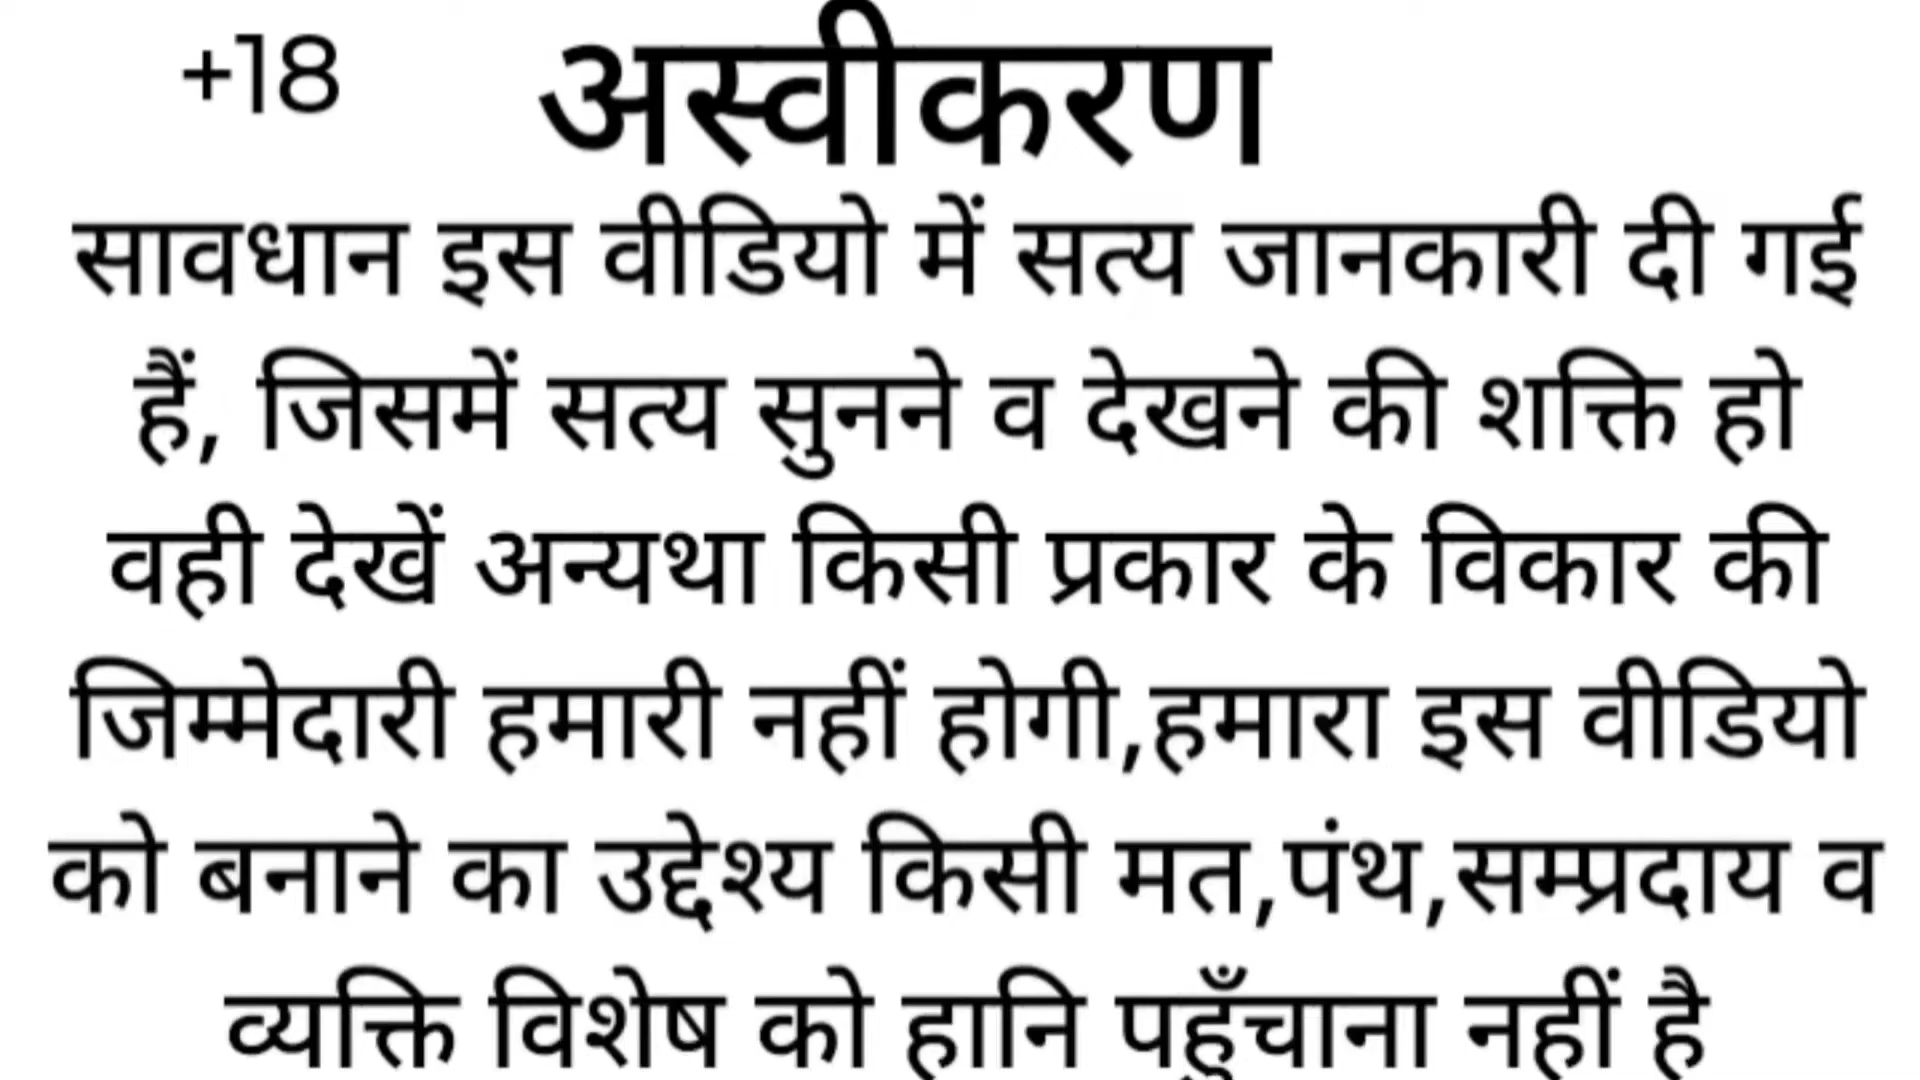 +18 अस्वीकरण
सावधान इस वीडियो में सत्य जानकारी दी गई
हैं, जिसमें सत्य सुनने व देखने की शक्ति हो
वही देखें अन्यथा किसी प्रकार के विकार की
जिम्मेदारी हमारी नहीं होगी,हमारा इस वीडियो
को बनाने का उद्देश्य किसी मत,पंथ,सम्प्रदाय व
व्यक्ति विशेष को हानि पहुँचाना नहीं है